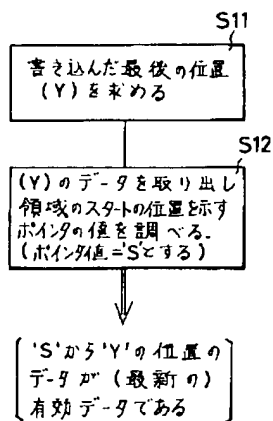 S11
書き込んだ最後の位置
(Y)を求める
S12
(Y)のデータを取り出し
領域のスタートの位置を示す
ポインタの値を調べる.
(ポインタ値='S'とする)
'S'から'Y'の位置の
データが(最新の)
有効データである